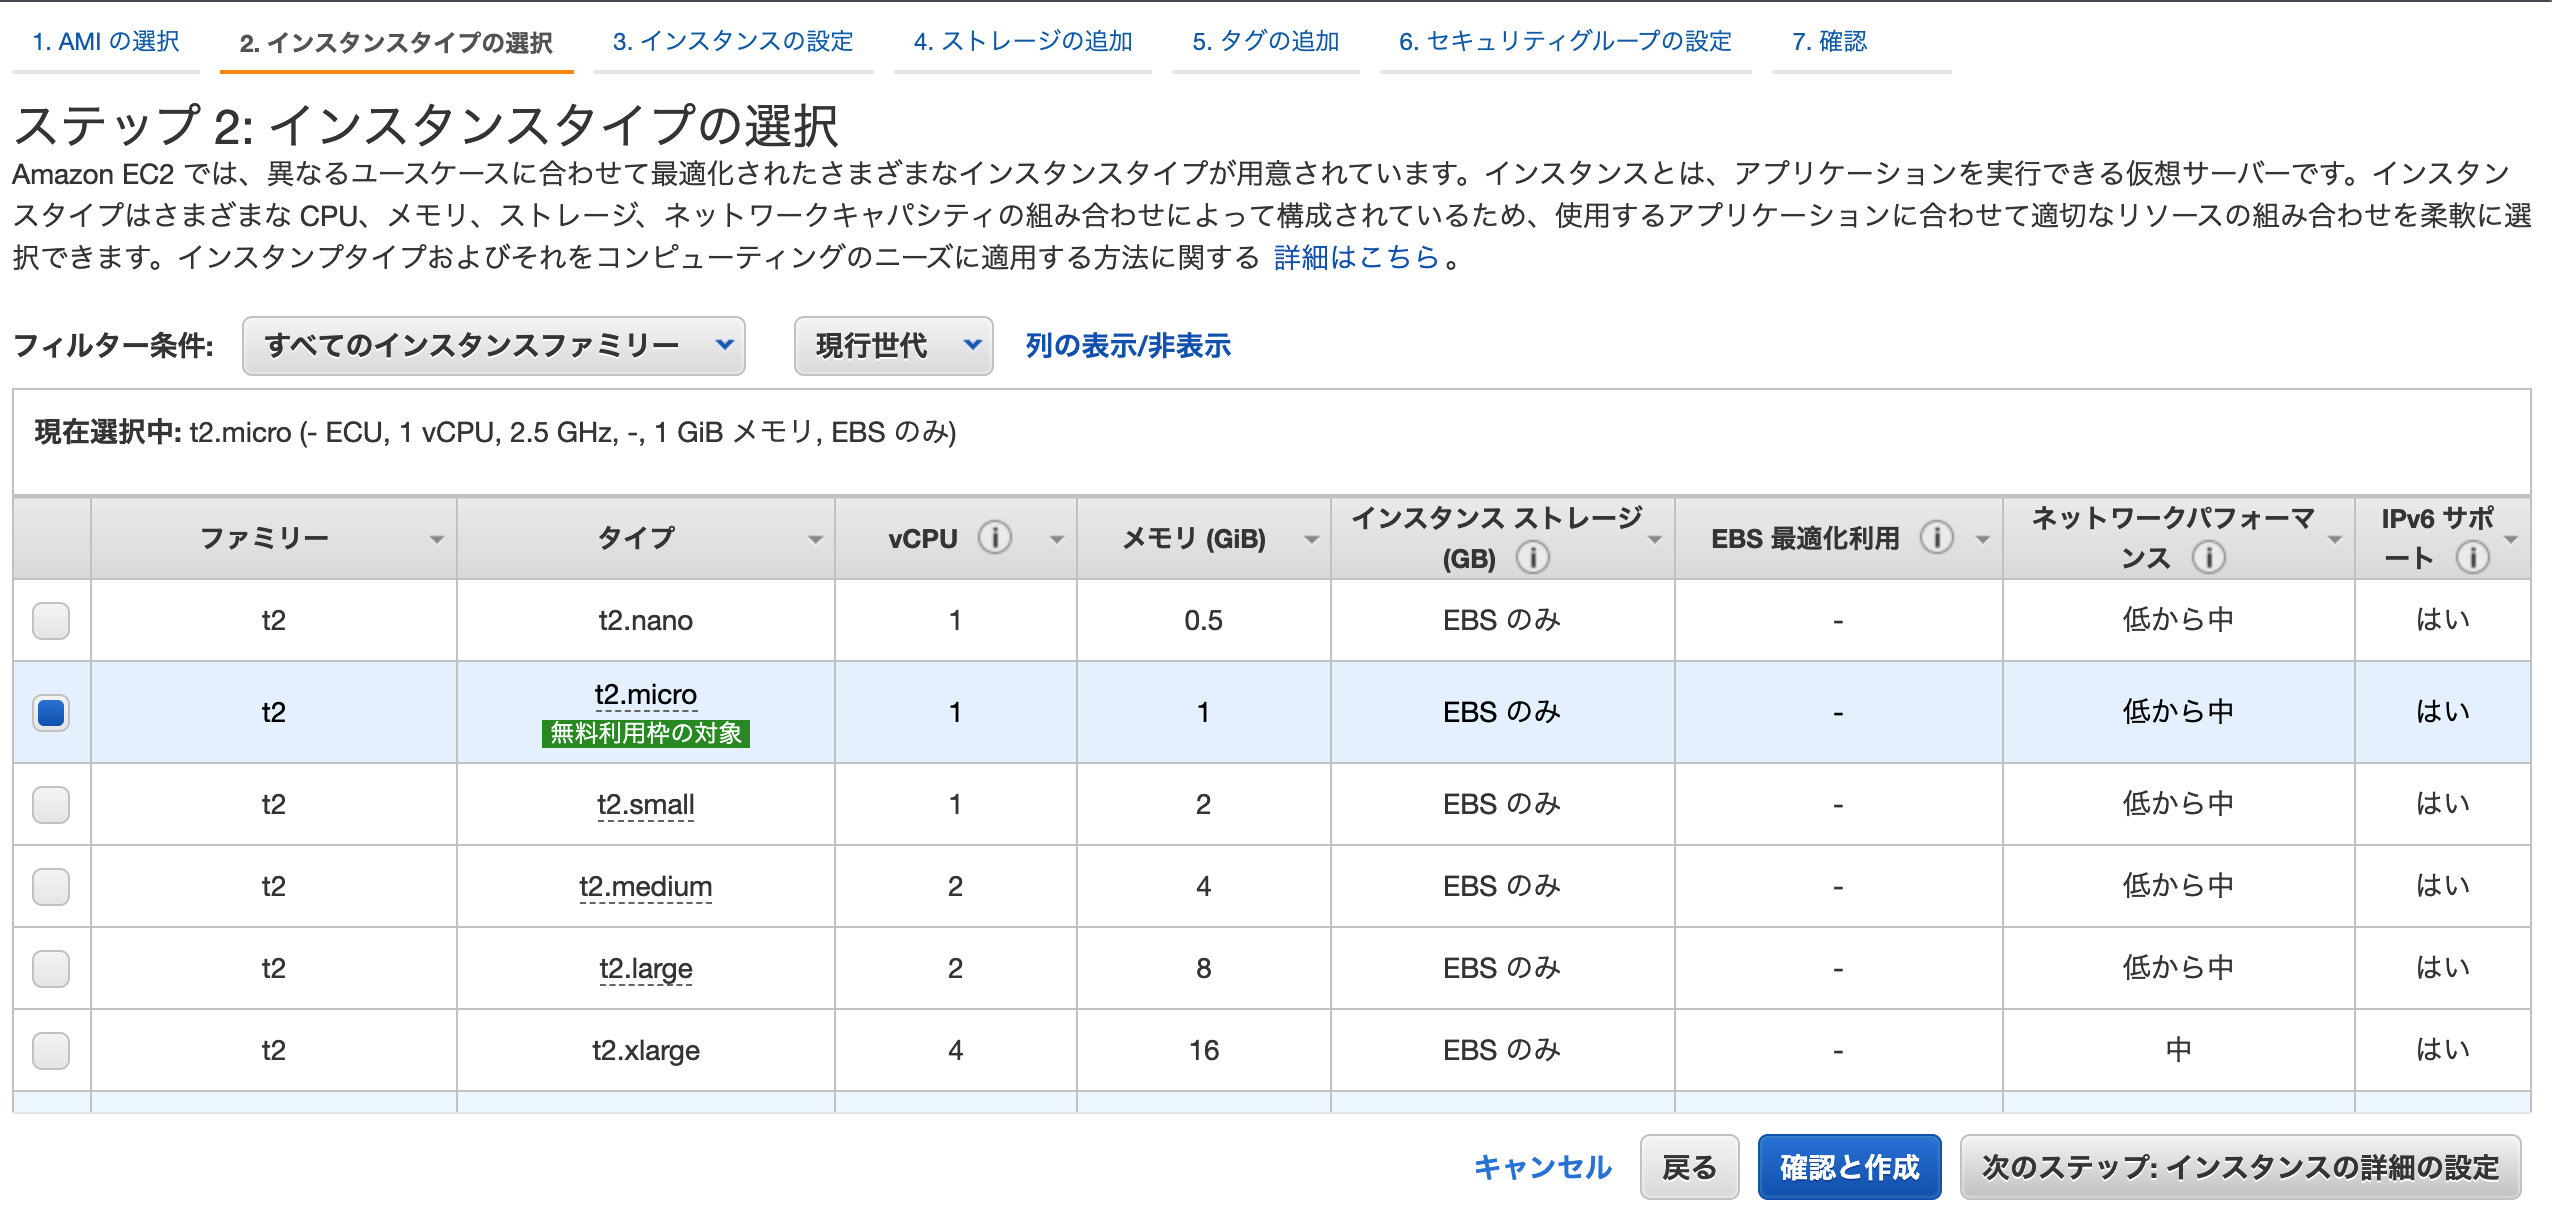 1. AMI の選択 2. インスタンスタイプの選択 3. インスタンスの設定 4. ストレージの追加 5. タグの追加 6. セキュリティグループの設定 7. 確認
ステップ 2: インスタンスタイプの選択
Amazon EC2 では、異なるユースケースに合わせて最適化されたさまざまなインスタンスタイプが用意されています。インスタンスとは、アプリケーションを実行できる仮想サーバーです。インスタン
スタイプはさまざまな CPU、メモリ、ストレージ、ネットワークキャパシティの組み合わせによって構成されているため、使用するアプリケーションに合わせて適切なリソースの組み合わせを柔軟に選
択できます。インスタンプタイプおよびそれをコンピューティングのニーズに適用する方法に関する 詳細はこちら。
フィルター条件: すべてのインスタンスファミリー 現行世代 列の表示/非表示
現在選択中: t2.micro (- ECU, 1 vCPU, 2.5 GHz, -, 1 GiB メモリ, EBS のみ)
ファミリー タイプ vCPU メモリ (GiB) インスタンス ストレージ (GB) EBS 最適化利用 ネットワークパフォーマンス IPv6 サポート
t2 t2.nano 1 0.5 EBS のみ - 低から中 はい
t2 t2.micro 無料利用枠の対象 1 1 EBS のみ - 低から中 はい
t2 t2.small 1 2 EBS のみ - 低から中 はい
t2 t2.medium 2 4 EBS のみ - 低から中 はい
t2 t2.large 2 8 EBS のみ - 低から中 はい
t2 t2.xlarge 4 16 EBS のみ - 中 はい
キャンセル 戻る 確認と作成 次のステップ: インスタンスの詳細の設定